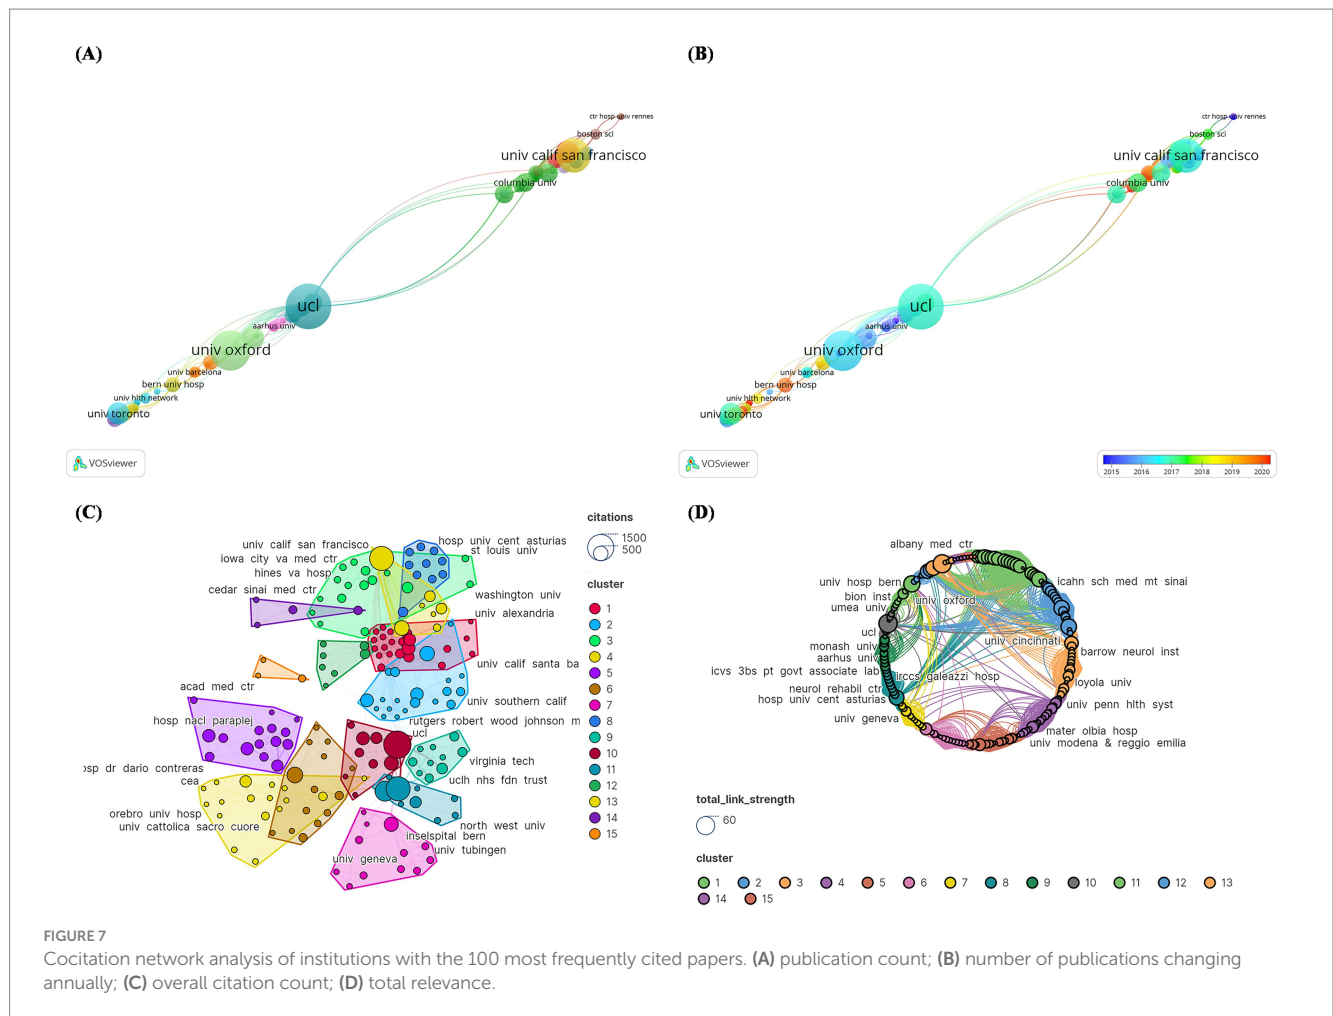 (A)
ctr hosp univ rennes
boston sci
univ calif san francisco
columbia univ
ucl
aarhus univ
univ oxford
univ barcelona
bern univ hosp
univ hlth network
univ toronto
VOSviewer
(B)
ctr hosp univ rennes
boston sci
univ calif san francisco
columbia univ
ucl
aarhus univ
univ oxford
univ barcelona
bern univ hosp
univ hlth network
univ toronto
VOSviewer
2015 2016 2017 2018 2019 2020
(C)
univ calif san francisco
iowa city va med ctr
hines va hosp
cedar sinai med ctr
hosp univ cent asturias
st louis univ
washington univ
univ alexandria
univ calif santa ba
acad med ctr
univ southern calif
hosp nacl paraplej
rutgers robert wood johnson m
ucl
virginia tech
osp dr dario contreras
cea
uclh nhs fdn trust
orebro univ hosp
univ cattolica sacro cuore
north west univ
inselspital bern
univ tubingen
univ geneva
citations
1500
500
cluster
1
2
3
4
5
6
7
8
9
10
11
12
13
14
15
(D)
albany med ctr
univ hosp bern
bion inst
umea univ
univ oxford
icahn sch med mt sinai
ucl
univ cincinnati
monash univ
aarhus univ
barrow neurol inst
icvs 3bs pt govt associate lab
irccs galeazzi hosp
loyola univ
neurol rehabil ctr
hosp univ cent asturias
univ penn hlth syst
univ geneva
mater olbia hosp
univ modena & reggio emilia
total_link_strength
60
cluster
1 2 3 4 5 6 7 8 9 10 11 12 13
14 15
FIGURE 7
Cocitation network analysis of institutions with the 100 most frequently cited papers. (A) publication count; (B) number of publications changing
annually; (C) overall citation count; (D) total relevance.